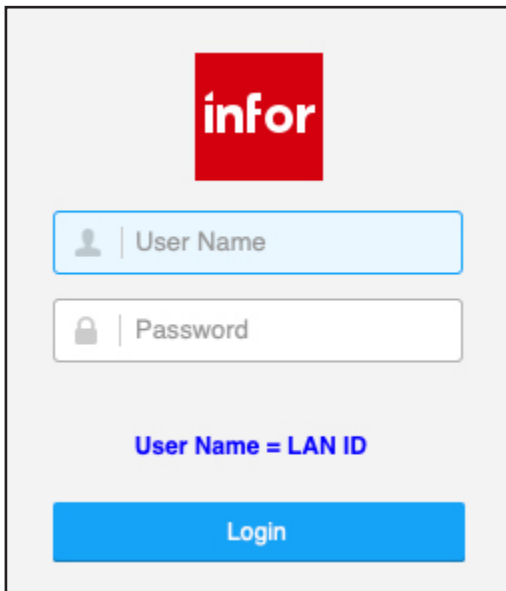 infor
User Name
Password
User Name = LAN ID
Login